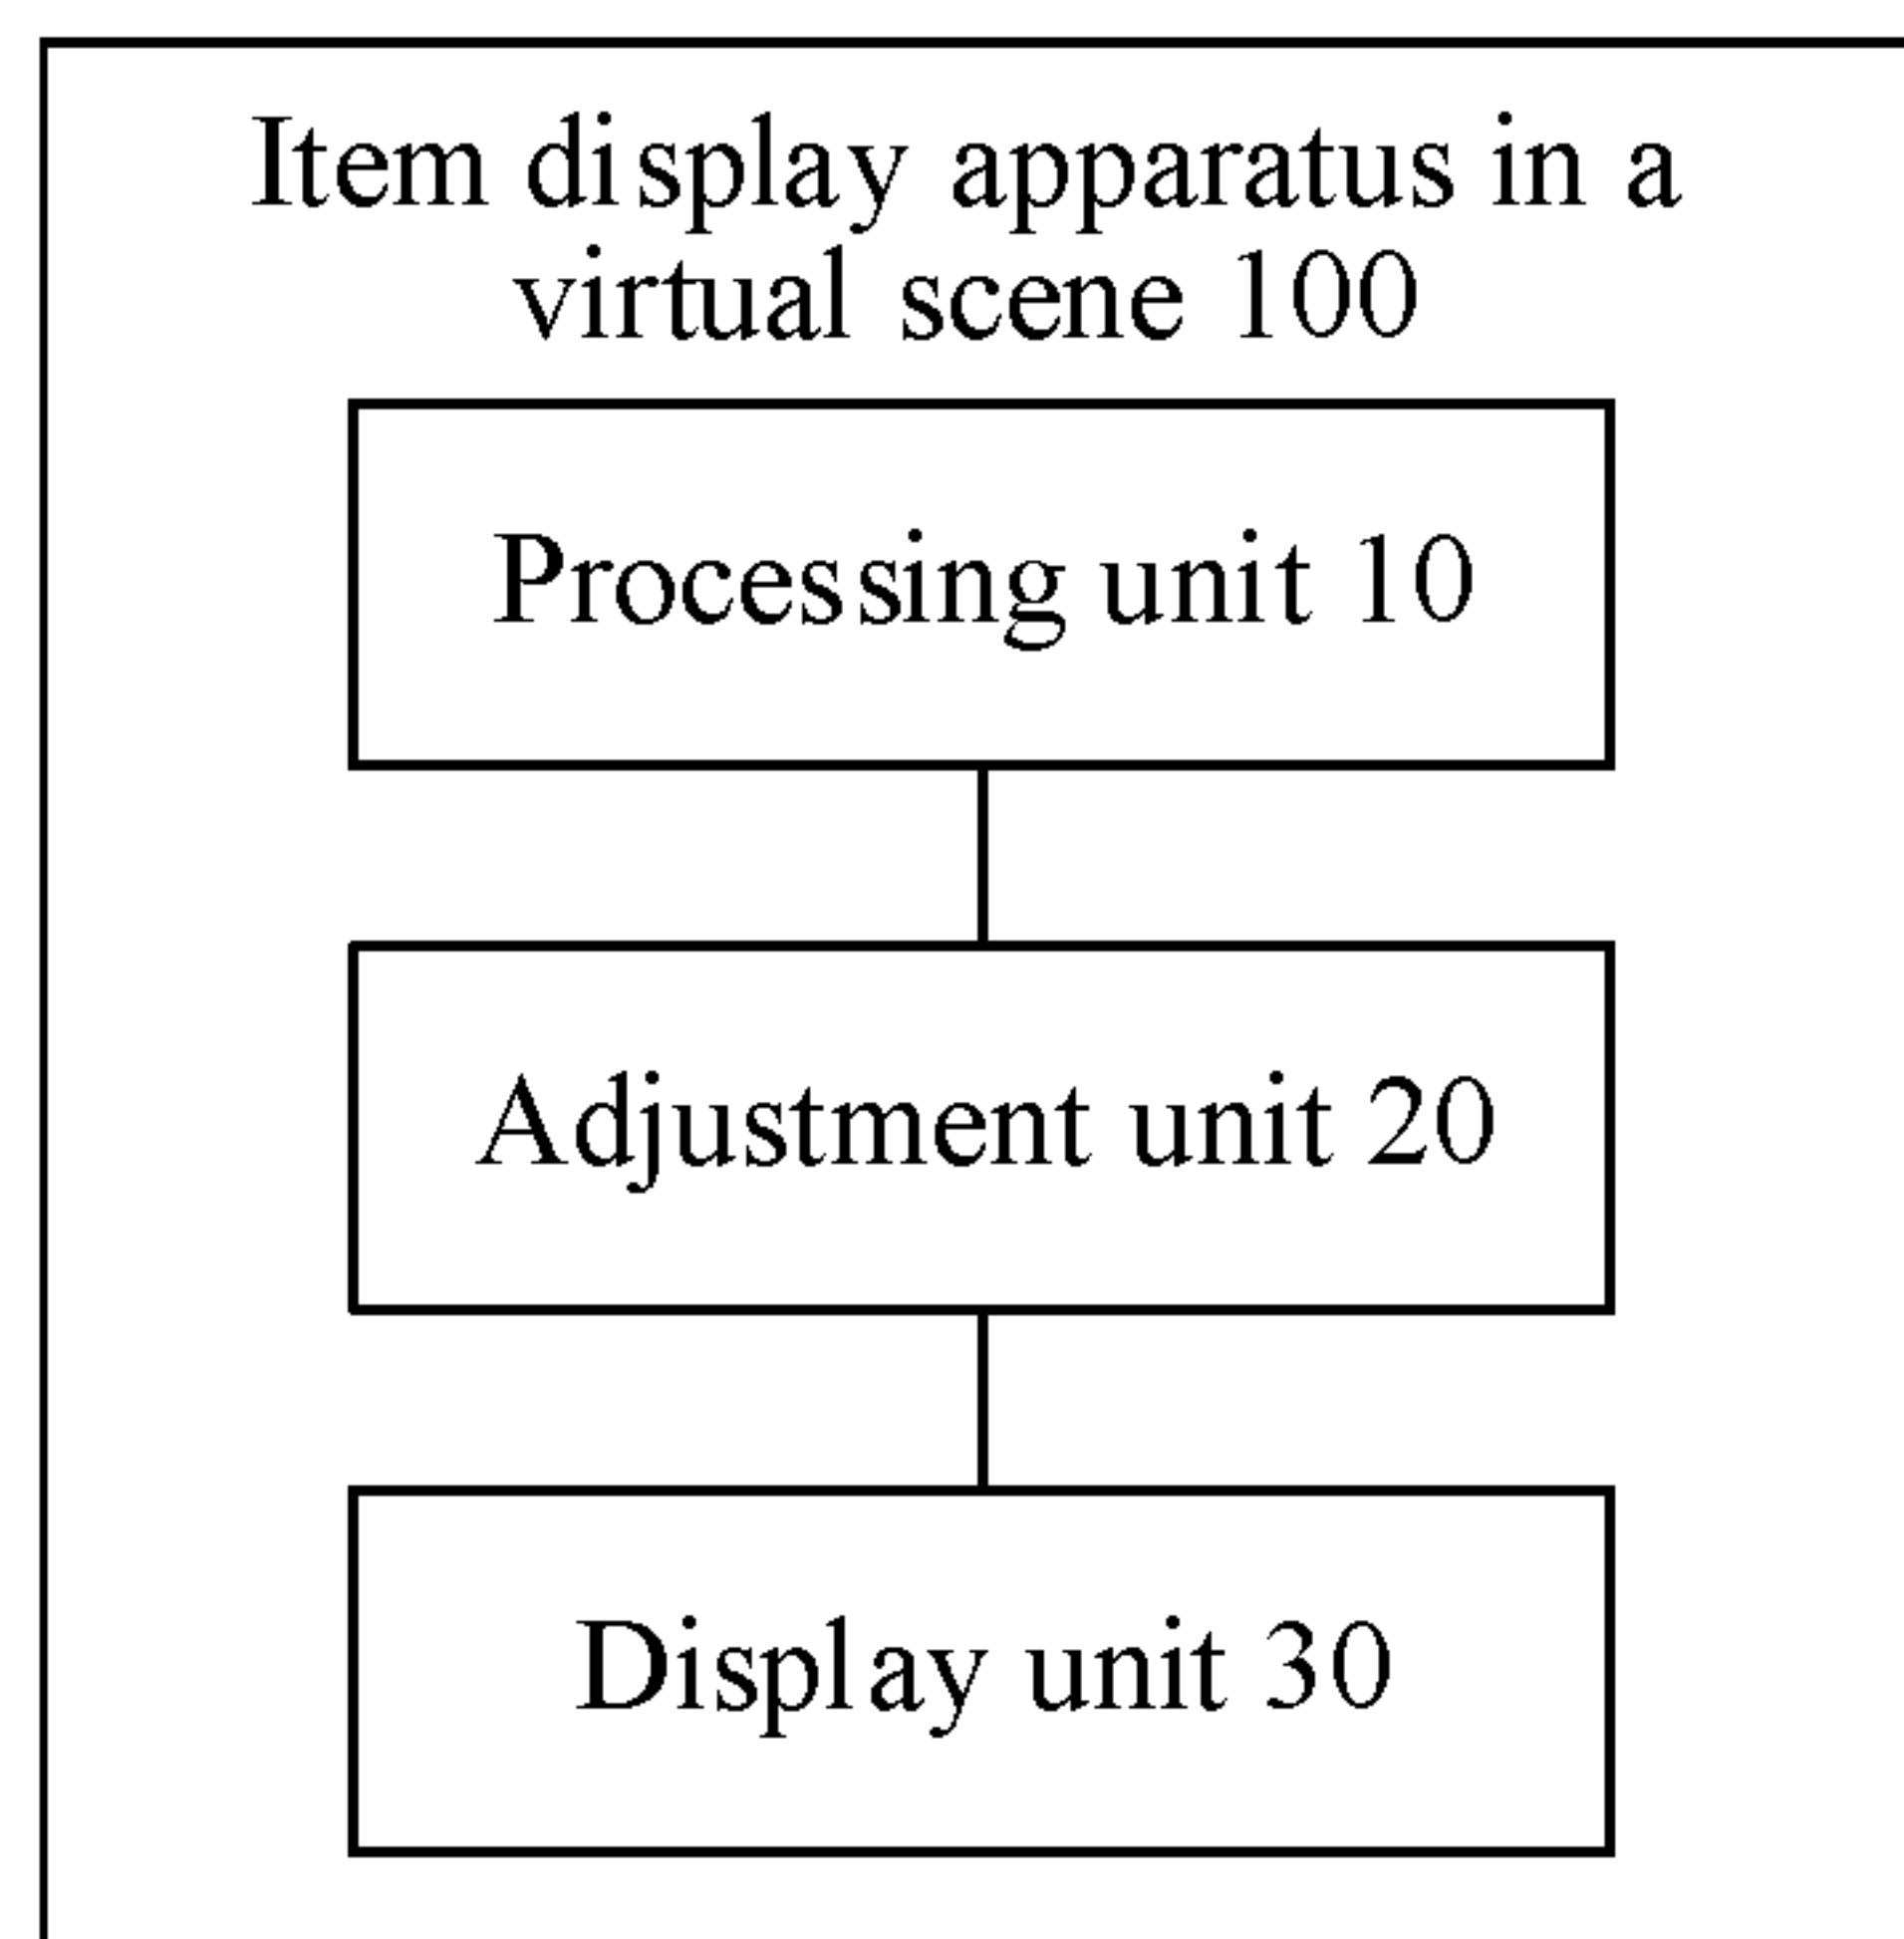 Item display apparatus in a
virtual scene 100
Processing unit 10
Adjustment unit 20
Display unit 30